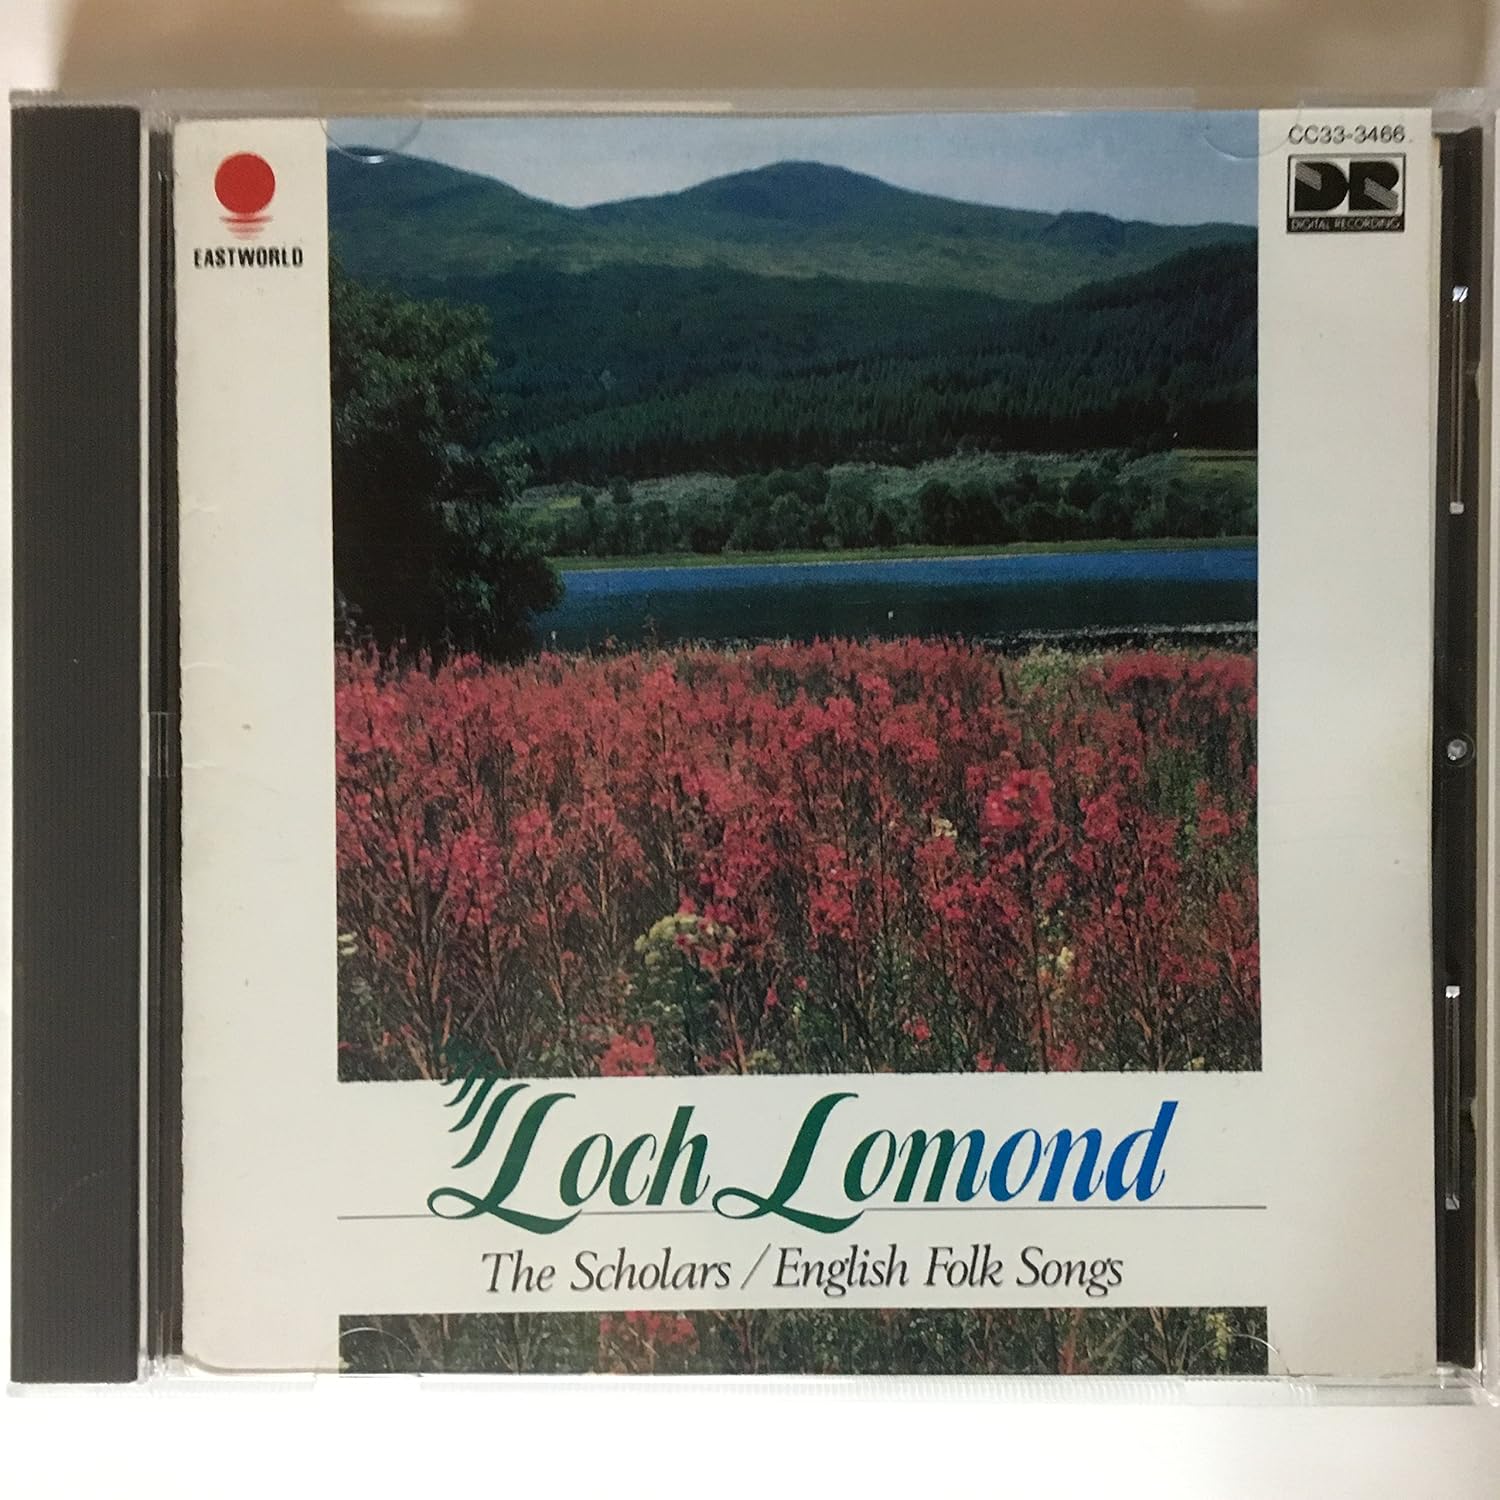 EASTWORLD
CC33-3466
DR
DIGITAL RECORDING
Loch Lomond
The Scholars / English Folk Songs